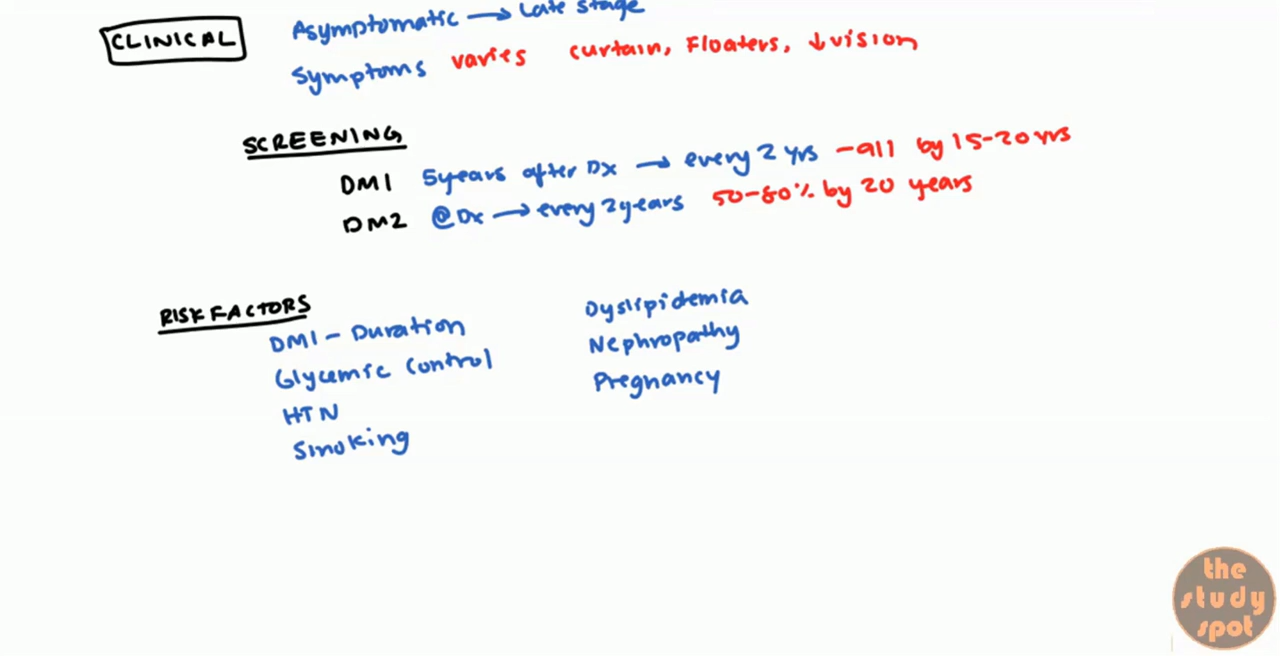 CLINICAL
Asymptomatic → Late stage
Symptoms varies curtain, Floaters, ↓vision
SCREENING
DM1 5years after Dx → every 2 yrs -all by 15-20 yrs
DM2 @Dx → every 2years 50-80% by 20 years
RISK FACTORS
DM1 - Duration
Glycemic control
HTN
Smoking
Dyslipidemia
Nephropathy
Pregnancy
the
study
spot